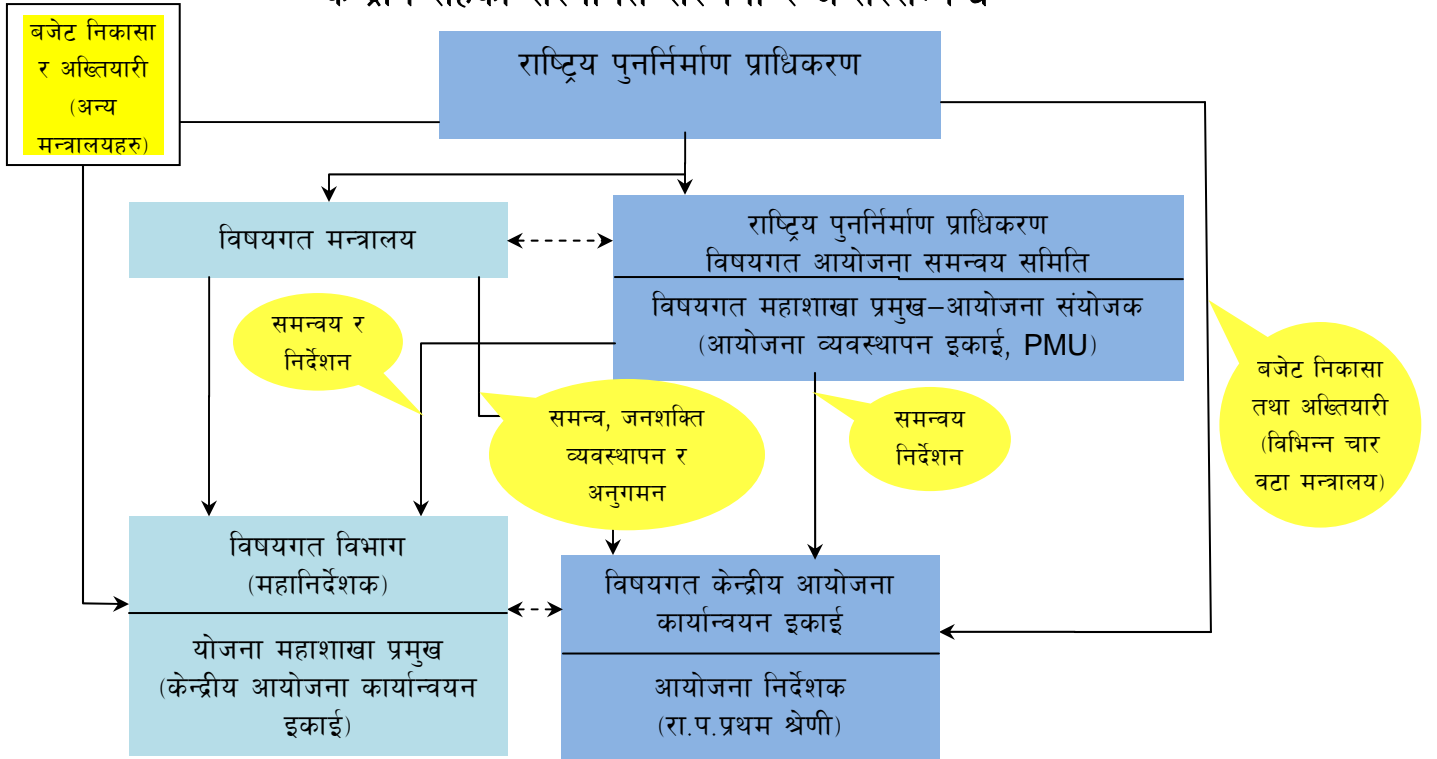 बजेट निकासा
र अख्तियारी
(अन्य
मन्त्रालयहरु)
राष्ट्रिय पुनर्निर्माण प्राधिकरण
विषयगत मन्त्रालय
राष्ट्रिय पुनर्निर्माण प्राधिकरण
विषयगत आयोजना समन्वय समिति
विषयगत महाशाखा प्रमुख–आयोजना संयोजक
(आयोजना व्यवस्थापन इकाई, PMU)
समन्वय र
निर्देशन
समन्व, जनशक्ति
व्यवस्थापन र
अनुगमन
समन्वय
निर्देशन
बजेट निकासा
तथा अख्तियारी
(विभिन्न चार
वटा मन्त्रालय)
विषयगत विभाग
(महानिर्देशक)
योजना महाशाखा प्रमुख
(केन्द्रीय आयोजना कार्यान्वयन
इकाई)
विषयगत केन्द्रीय आयोजना
कार्यान्वयन इकाई
आयोजना निर्देशक
(रा.प.प्रथम श्रेणी)